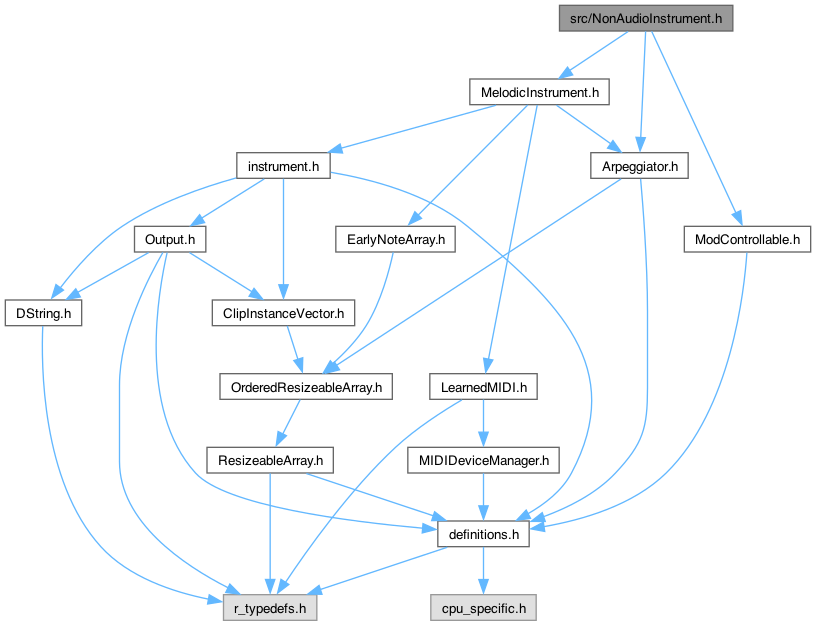 src/NonAudioInstrument.h
MelodicInstrument.h
instrument.h
Arpeggiator.h
Output.h
EarlyNoteArray.h
ModControllable.h
DString.h
ClipInstanceVector.h
OrderedResizeableArray.h
LearnedMIDI.h
ResizeableArray.h
MIDIDeviceManager.h
definitions.h
r_typedefs.h
cpu_specific.h